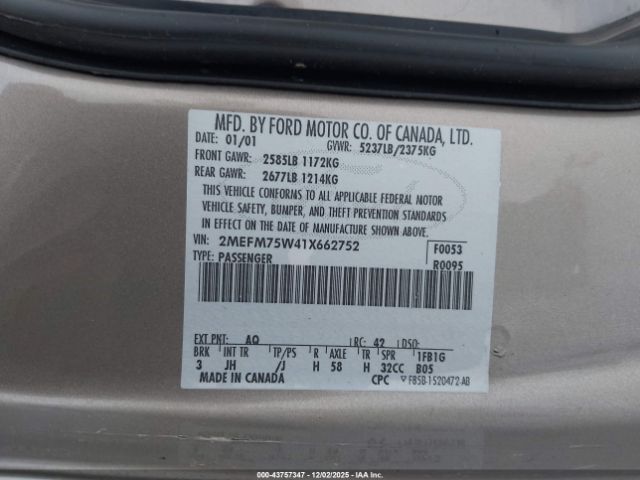 MFD. BY FORD MOTOR CO. OF CANADA, LTD.
DATE: 01/01 GVWR: 5237LB/2375KG
FRONT GAWR: 2585LB 1172KG
REAR GAWR: 2677LB 1214KG
THIS VEHICLE CONFORMS TO ALL APPLICABLE FEDERAL MOTOR
VEHICLE SAFETY, BUMPER, AND THEFT PREVENTION STANDARDS
IN EFFECT ON THE DATE OF MANUFACTURE SHOWN ABOVE.
VIN: 2MEFM75W41X662752 F0053
TYPE: PASSENGER R0095
EXT PNT: AQ RC: 42 DSO:
BRK INT TR TP/PS R AXLE TR SPR 1FB1G
3 JH /J H 58 H 32CC B05
MADE IN CANADA CPC F85B-1520472-AB
000-43757347 - 12/02/2025 - IAAI.COM